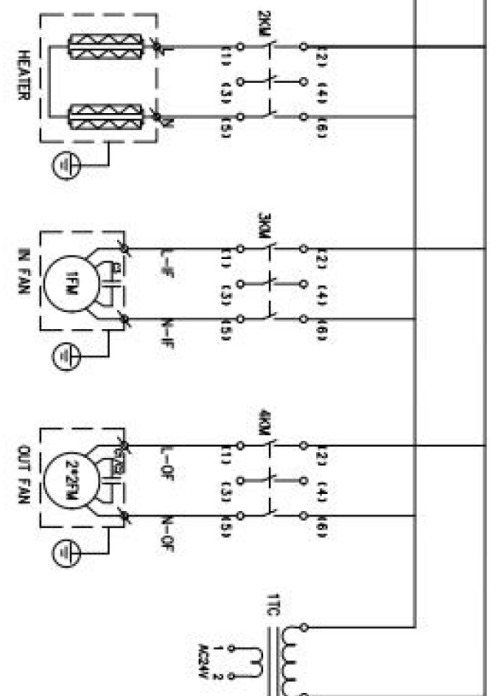 2KM
(1) (2)
(3) (4)
(5) (6)
L
N
HEATER
3KM
(1) (2)
(3) (4)
(5) (6)
L-IF
N-IF
1FM
IN FAN
4KM
(1) (2)
(3) (4)
(5) (6)
L-OF
N-OF
2*2FM
OUT FAN
1TC
1 2
AC24V